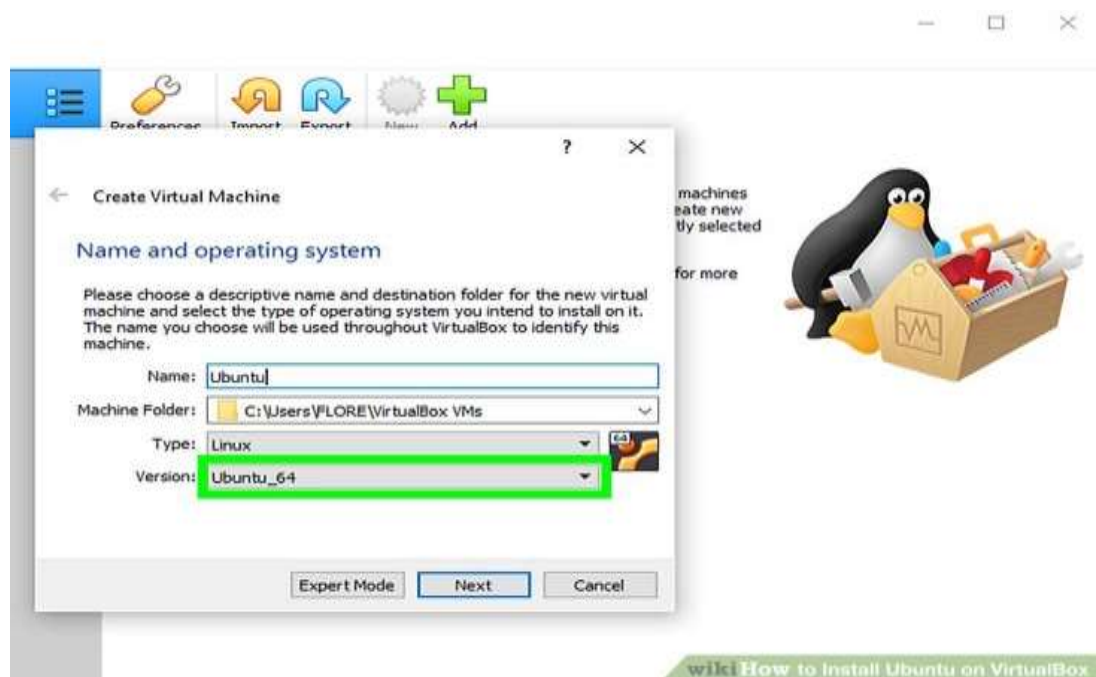 Preferences Import Export New Add
?
Create Virtual Machine
machines
eate new
tly selected
for more
Name and operating system
Please choose a descriptive name and destination folder for the new virtual
machine and select the type of operating system you intend to install on it.
The name you choose will be used throughout VirtualBox to identify this
machine.
Name: Ubuntu
Machine Folder: C:\Users\FLORE\VirtualBox VMs
Type: Linux
64
Version: Ubuntu_64
Expert Mode Next Cancel
wikiHow to Install Ubuntu on VirtualBox